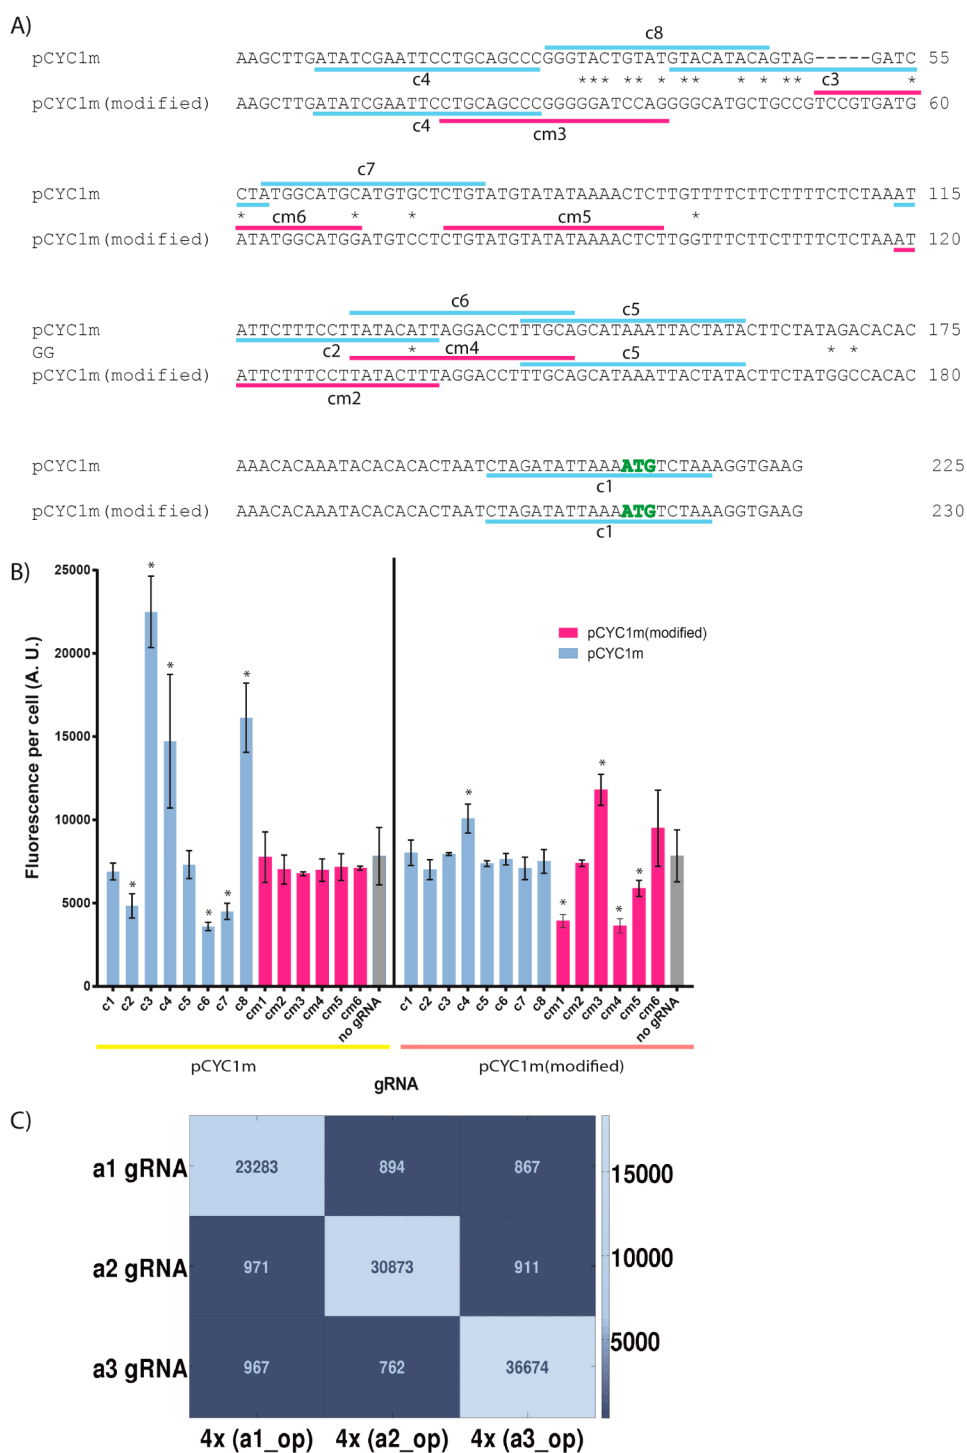 A)
c8
pCYC1m AAGCTTGATATCGAATTCCTGCAGCCCGGGTACTGTATGTACATACAGTAG-----GATC 55
c4 *** ** ** * * ** c3 *
pCYC1m(modified) AAGCTTGATATCGAATTCCTGCAGCCCGGGGGATCCAGGGGCATGCTGCCGTCCGTGATG 60
c4 cm3
c7
pCYC1m CTATGGCATGCATGTGCTCTGTATGTATATAAAACTCTTGTTTTCTTCTTTTCTCTAAAT 115
* cm6 * * cm5 *
pCYC1m(modified) ATATGGCATGGATGTCCTCTGTATGTATATAAAACTCTTGGTTTCTTCTTTTCTCTAAAT 120
c6 c5
pCYC1m ATTCTTTCCTTATACATTAGGACCTTTGCAGCATAAATTACTATACTTCTATAGACACAC 175
GG c2 * cm4 c5 * *
pCYC1m(modified) ATTCTTTCCTTATACTTTAGGACCTTTGCAGCATAAATTACTATACTTCTATGGCCACAC 180
cm2
pCYC1m AAACACAAATACACACACTAATCTAGATATTAAAATGTCTAAAGGTGAAG 225
c1
pCYC1m(modified) AAACACAAATACACACACTAATCTAGATATTAAAATGTCTAAAGGTGAAG 230
c1
B)
Fluorescence per cell (A. U.)
25000
20000
15000
10000
5000
0
* * * * * * * * * * *
pCYC1m(modified)
pCYC1m
c1 c2 c3 c4 c5 c6 c7 c8 cm1 cm2 cm3 cm4 cm5 cm6 no gRNA c1 c2 c3 c4 c5 c6 c7 c8 cm1 cm2 cm3 cm4 cm5 cm6 no gRNA
pCYC1m pCYC1m(modified)
gRNA
C)
a1 gRNA 23283 894 867
a2 gRNA 971 30873 911
a3 gRNA 967 762 36674
4x (a1_op) 4x (a2_op) 4x (a3_op)
15000
10000
5000